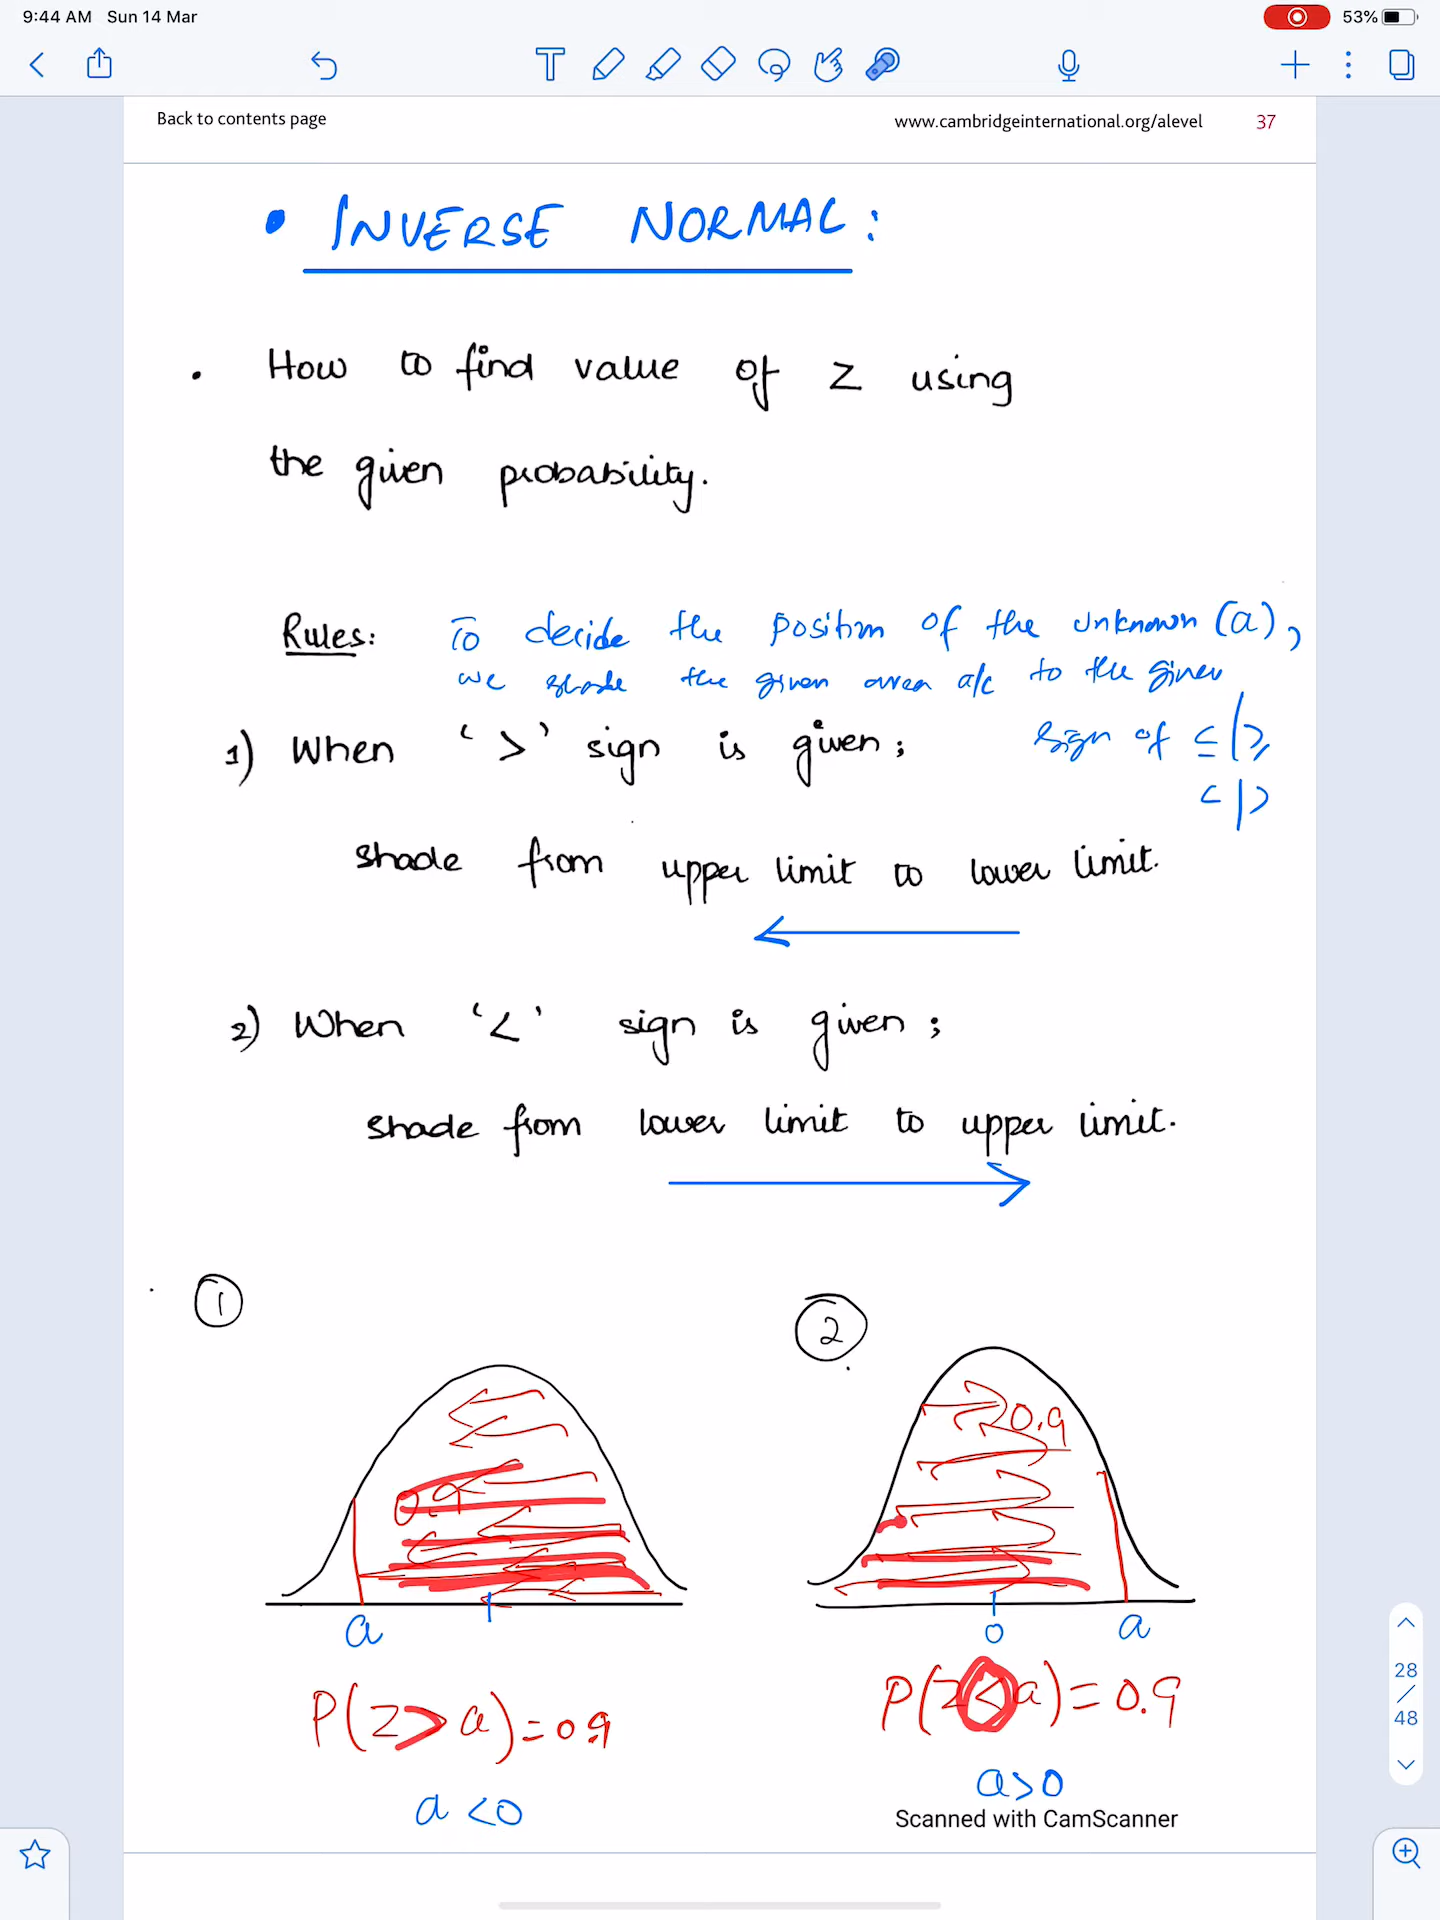 9:44 AM Sun 14 Mar
53%
Back to contents page
www.cambridgeinternational.org/alevel 37
• INVERSE NORMAL:
. How to find value of z using
the given probability.
Rules: To decide the position of the unknown (a),
we shade the given area a/c to the given
sign of ≤|≥,
<|>
1) When '>' sign is given;
shade from upper limit to lower limit.
2) When '<' sign is given;
shade from lower limit to upper limit.
1
2
0.9
0.9
a
0 a
P(z>a)=0.9
P(z<a)=0.9
a<0
a>0
Scanned with CamScanner
28
/
48